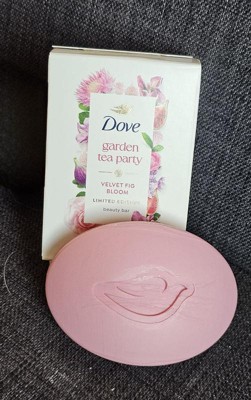 Dove
garden
tea party
VELVET FIG
BLOOM
LIMITED EDITION
beauty bar